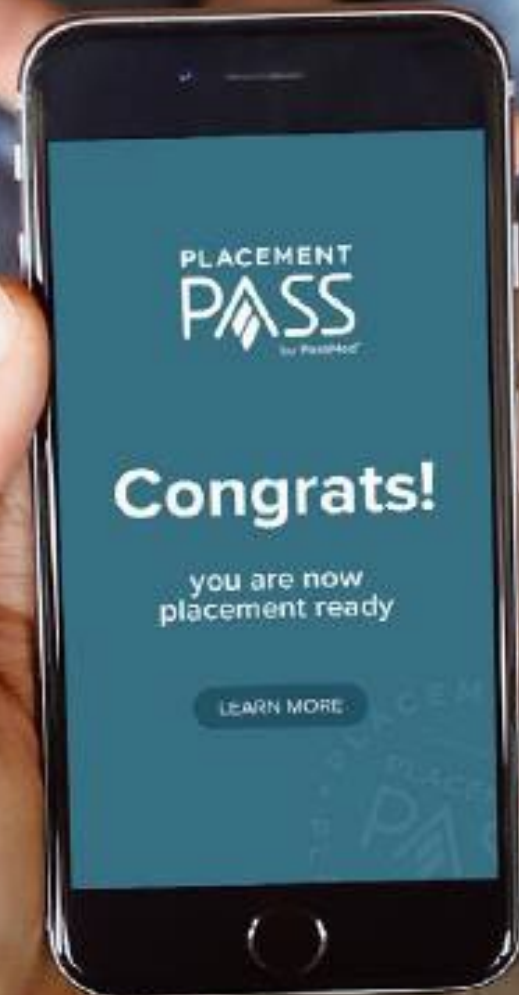 PLACEMENT
PASS
Congrats!
you are now
placement ready
LEARN MORE